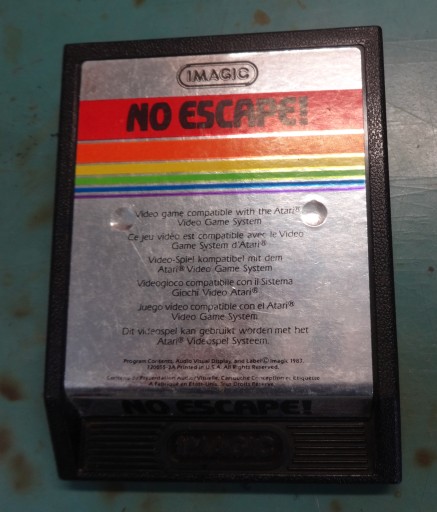 IMAGIC
NO ESCAPE!
Video game compatible with the Atari®
Video Game System
Ce jeu vidéo est compatible avec le Video
Game System d'Atari®
Video-Spiel kompatibel mit dem
Atari® Video Game System
Videogioco compatibile con il Sistema
Giochi Video Atari®
Juego video compatible con el Atari®
Video Game System
Dit videospel kan gebruikt worden met het
Atari® Videospel Systeem.
Program Contents, Audio Visual Display, and Label © Imagic 1982.
Printed in U.S.A. All Rights Reserved.
NO ESCAPE!
IMAGIC